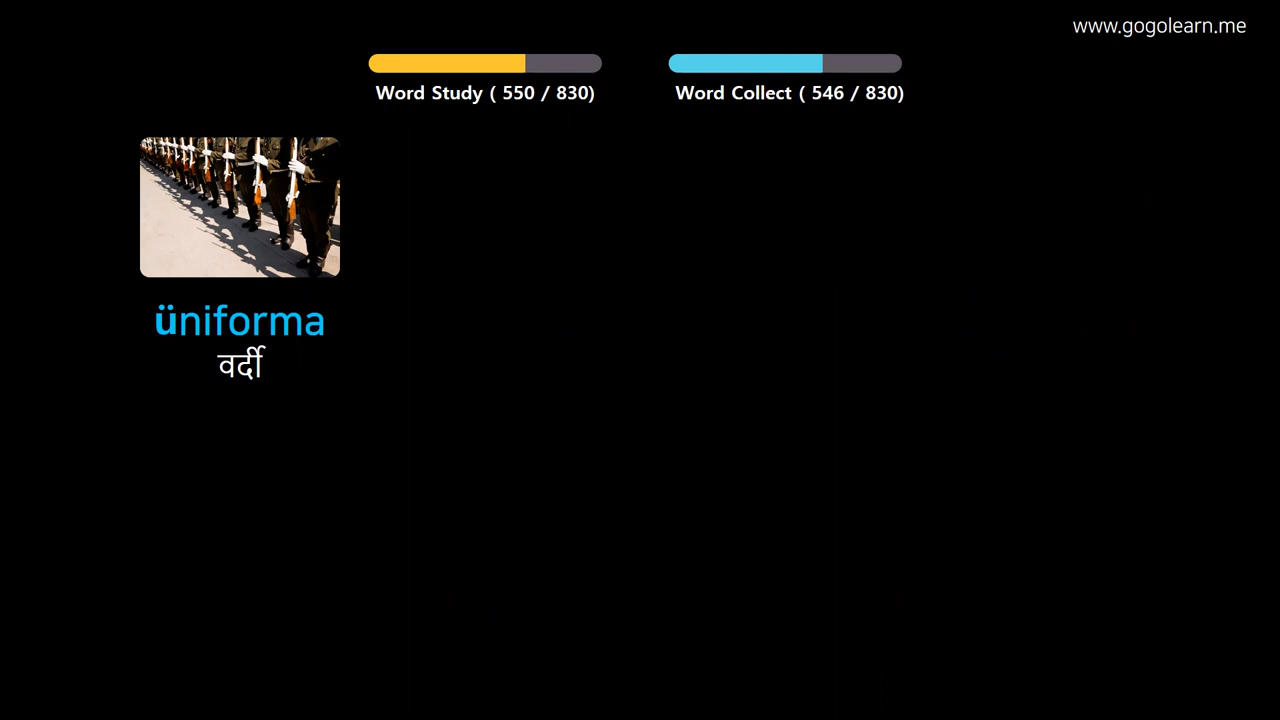 www.gogolearn.me
Word Study ( 550 / 830)
Word Collect ( 546 / 830)
üniforma
वर्दी